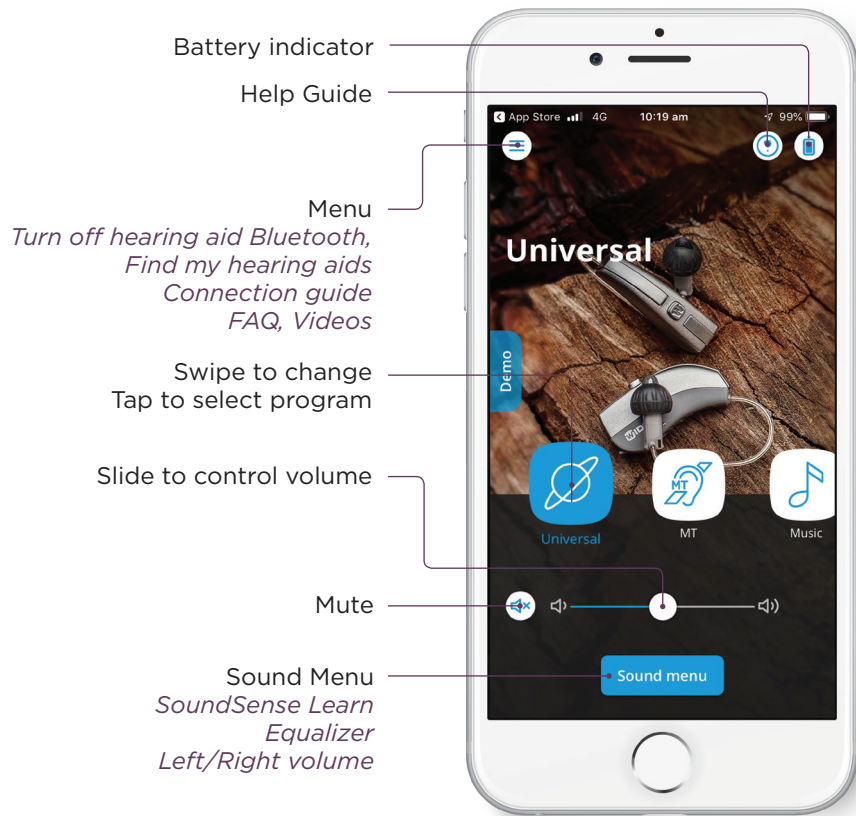 Battery indicator
Help Guide
Menu
Turn off hearing aid Bluetooth,
Find my hearing aids
Connection guide
FAQ, Videos
Swipe to change
Tap to select program
Slide to control volume
Mute
Sound Menu
SoundSense Learn
Equalizer
Left/Right volume
App Store 4G 10:19 am 99%
Universal
Demo
MT
Universal MT Music
Sound menu